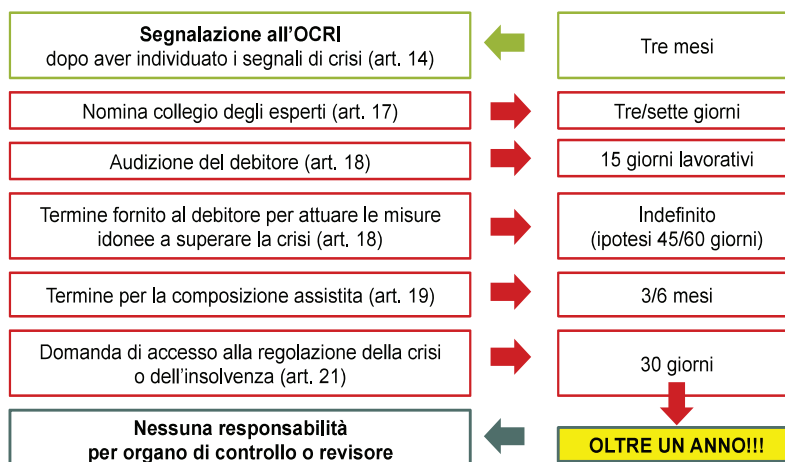 Segnalazione all'OCRI
dopo aver individuato i segnali di crisi (art. 14)
Tre mesi
Nomina collegio degli esperti (art. 17)
Tre/sette giorni
Audizione del debitore (art. 18)
15 giorni lavorativi
Termine fornito al debitore per attuare le misure
idonee a superare la crisi (art. 18)
Indefinito
(ipotesi 45/60 giorni)
Termine per la composizione assistita (art. 19)
3/6 mesi
Domanda di accesso alla regolazione della crisi
o dell'insolvenza (art. 21)
30 giorni
Nessuna responsabilità
per organo di controllo o revisore
OLTRE UN ANNO!!!